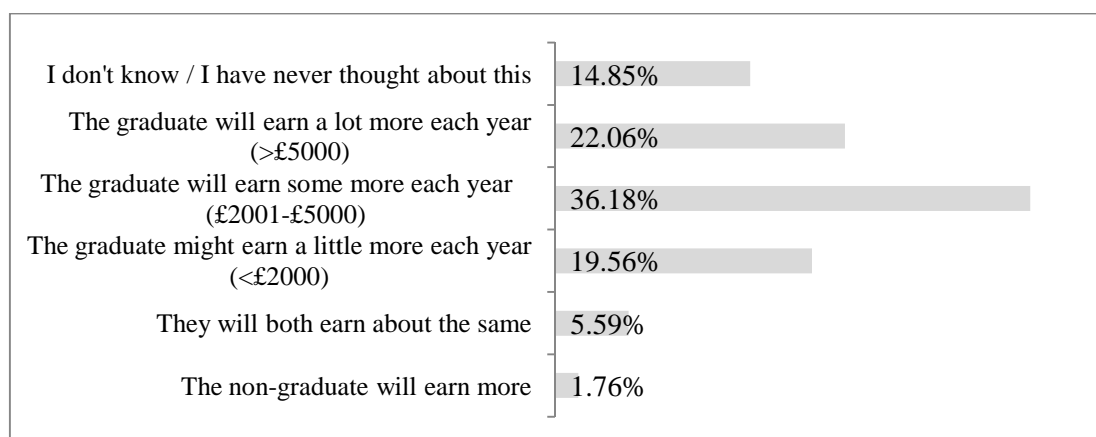 I don't know / I have never thought about this
14.85%
The graduate will earn a lot more each year
(>£5000)
22.06%
The graduate will earn some more each year
(£2001-£5000)
36.18%
The graduate might earn a little more each year
(<£2000)
19.56%
They will both earn about the same
5.59%
The non-graduate will earn more
1.76%